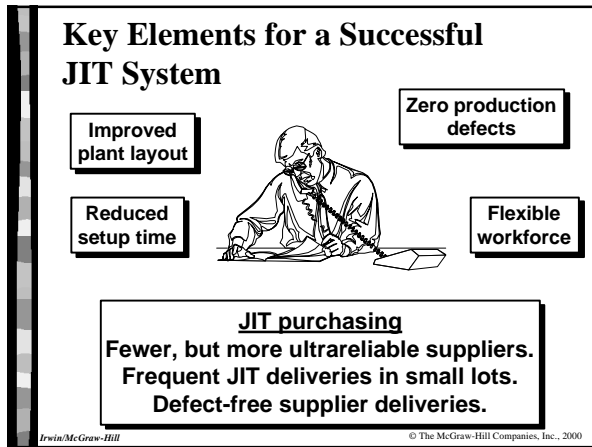 Key Elements for a Successful
JIT System
Improved
plant layout
Zero production
defects
Reduced
setup time
Flexible
workforce
JIT purchasing
Fewer, but more ultrareliable suppliers.
Frequent JIT deliveries in small lots.
Defect-free supplier deliveries.
Irwin/McGraw-Hill
© The McGraw-Hill Companies, Inc., 2000